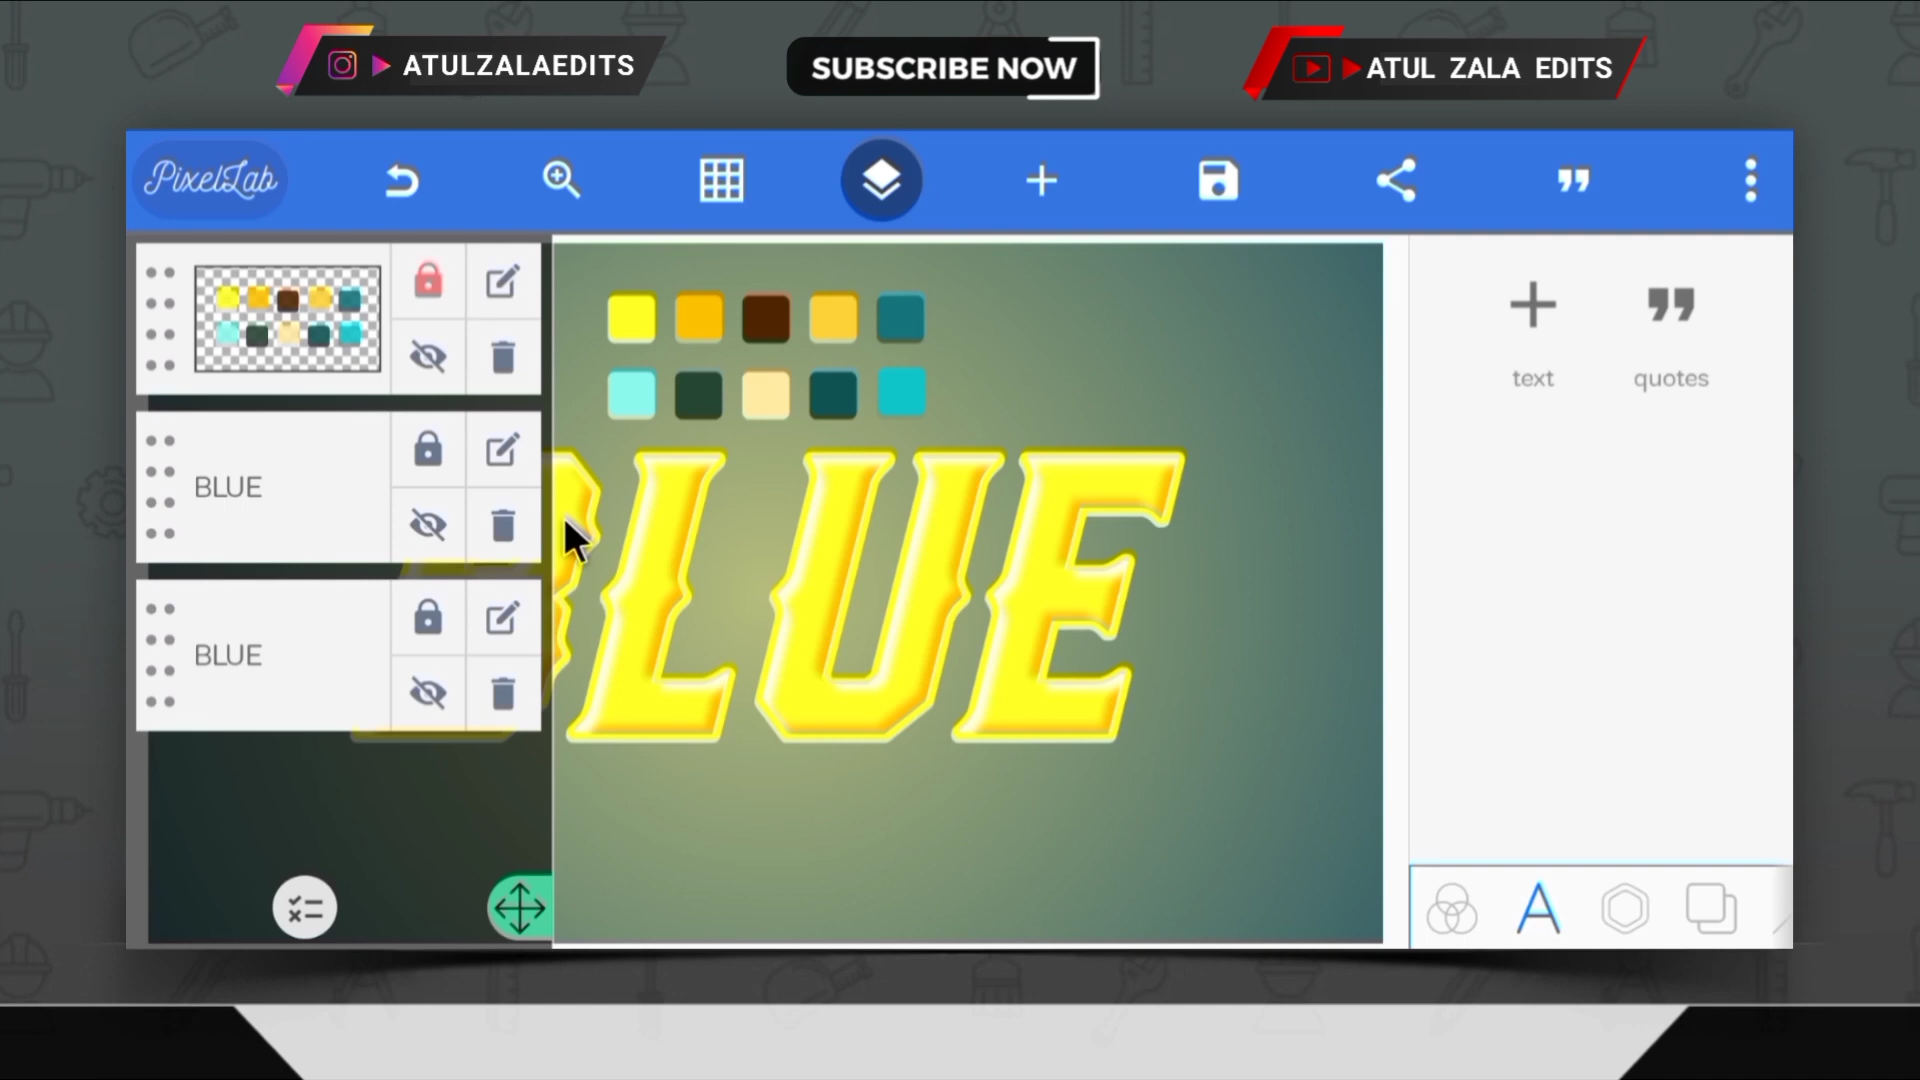 ATULZALAEDITS
SUBSCRIBE NOW
ATUL ZALA EDITS
PixelLab
BLUE
BLUE
BLUE
text
quotes